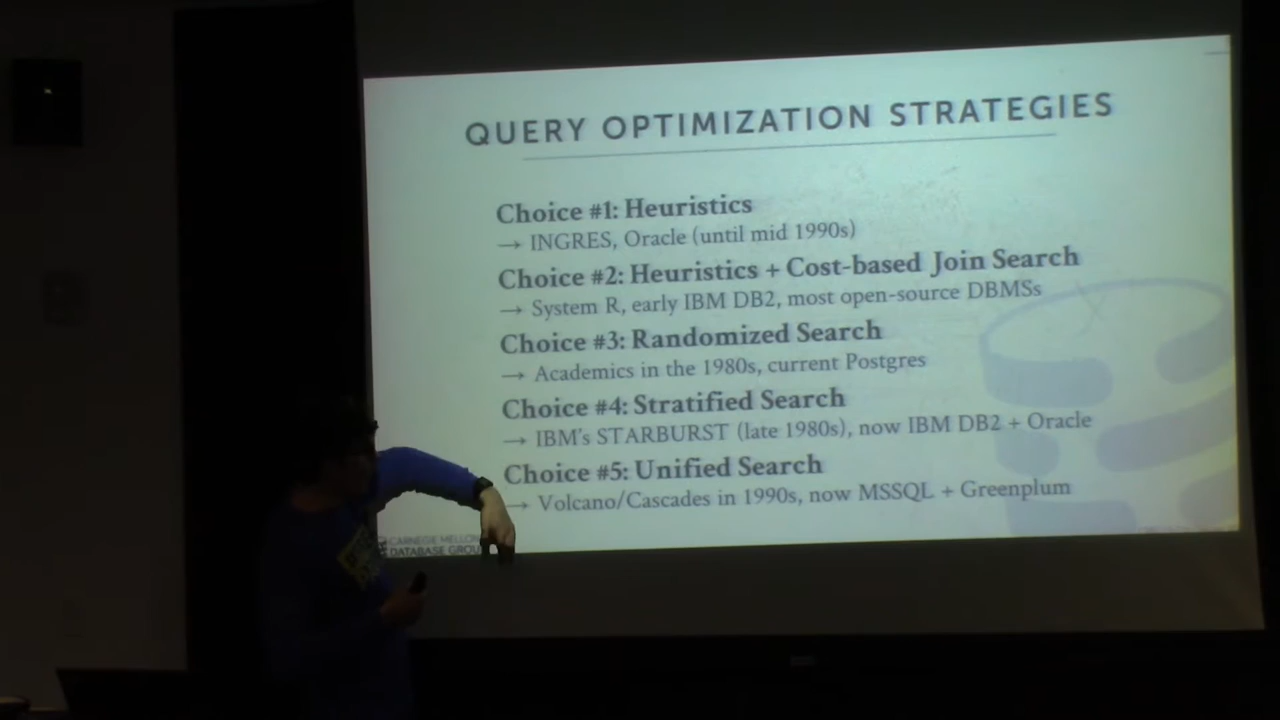 QUERY OPTIMIZATION STRATEGIES
Choice #1: Heuristics
→ INGRES, Oracle (until mid 1990s)
Choice #2: Heuristics + Cost-based Join Search
→ System R, early IBM DB2, most open-source DBMSs
Choice #3: Randomized Search
→ Academics in the 1980s, current Postgres
Choice #4: Stratified Search
→ IBM's STARBURST (late 1980s), now IBM DB2 + Oracle
Choice #5: Unified Search
→ Volcano/Cascades in 1990s, now MSSQL + Greenplum
CARNEGIE MELLON
DATABASE GROU